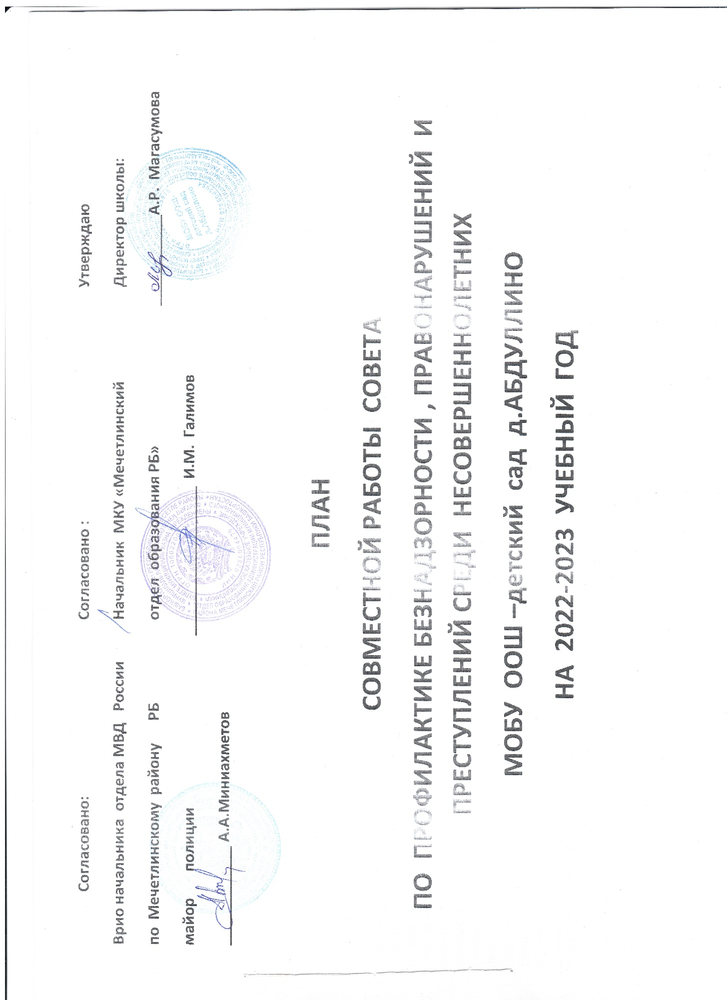 Согласовано:
Врио начальника отдела МВД России
по Мечетлинскому району РБ
майор полиции
А.А.Миниахметов
Согласовано :
Начальник МКУ «Мечетлинский
отдел образования РБ»
И.М. Галимов
Утверждаю
Директор школы:
А.Р. Магасумова
ПЛАН
СОВМЕСТНОЙ РАБОТЫ СОВЕТА
ПО ПРОФИЛАКТИКЕ БЕЗНАДЗОРНОСТИ , ПРАВОНАРУШЕНИЙ И
ПРЕСТУПЛЕНИЙ СРЕДИ НЕСОВЕРШЕННОЛЕТНИХ
МОБУ ООШ –детский сад д.АБДУЛЛИНО
НА 2022-2023 УЧЕБНЫЙ ГОД